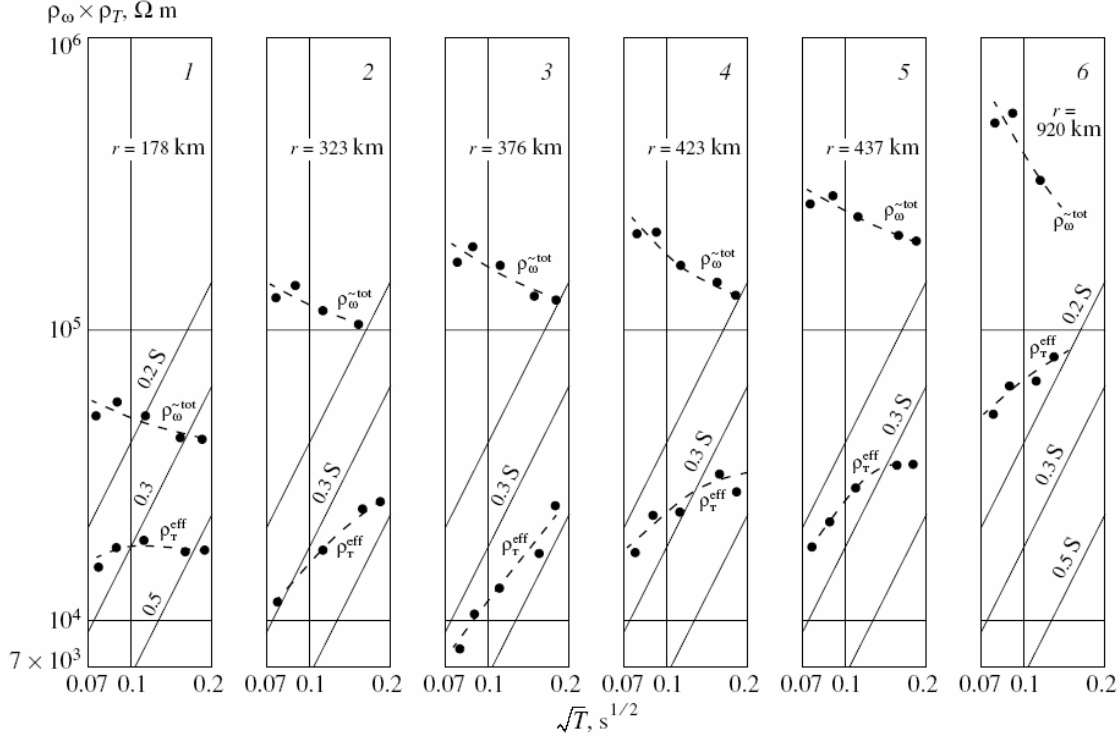 ρω × ρT, Ω m
10⁶
10⁵
10⁴
7 × 10³
1
r = 178 km
0.2 S
ρω~tot
0.3
ρTeff
0.5
0.07 0.1 0.2
2
r = 323 km
ρω~tot
0.3 S
ρTeff
0.07 0.1 0.2
3
r = 376 km
ρω~tot
0.3 S
ρTeff
0.07 0.1 0.2
4
r = 423 km
ρω~tot
0.3 S
ρTeff
0.07 0.1 0.2
5
r = 437 km
ρω~tot
0.3 S
ρTeff
0.07 0.1 0.2
6
r =
920 km
ρω~tot
0.2 S
ρTeff
0.3 S
0.5 S
0.07 0.1 0.2
√T, s1/2